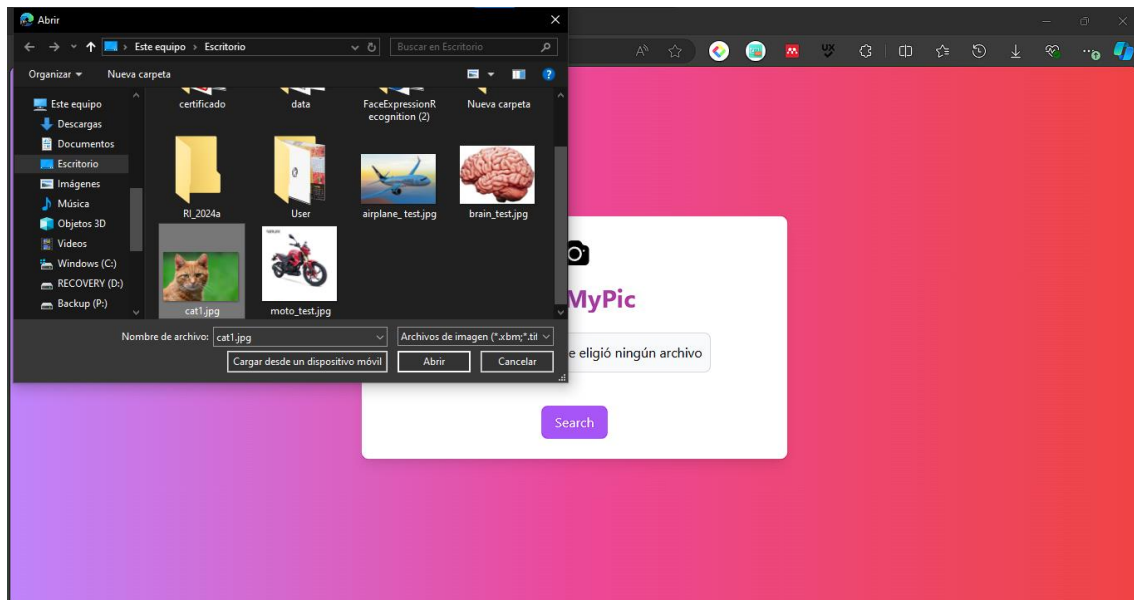 Abrir
Este equipo > Escritorio
Buscar en Escritorio
Organizar
Nueva carpeta
Este equipo
Descargas
Documentos
Escritorio
Imágenes
Música
Objetos 3D
Videos
Windows (C:)
RECOVERY (D:)
Backup (P:)
certificado
data
FaceExpressionR
ecognition (2)
Nueva carpeta
RI_2024a
User
airplane_test.jpg
brain_test.jpg
cat1.jpg
moto_test.jpg
Nombre de archivo: cat1.jpg
Archivos de imagen (*.xbm;*.tif
Cargar desde un dispositivo móvil
Abrir
Cancelar
UX
MyPic
e eligió ningún archivo
Search